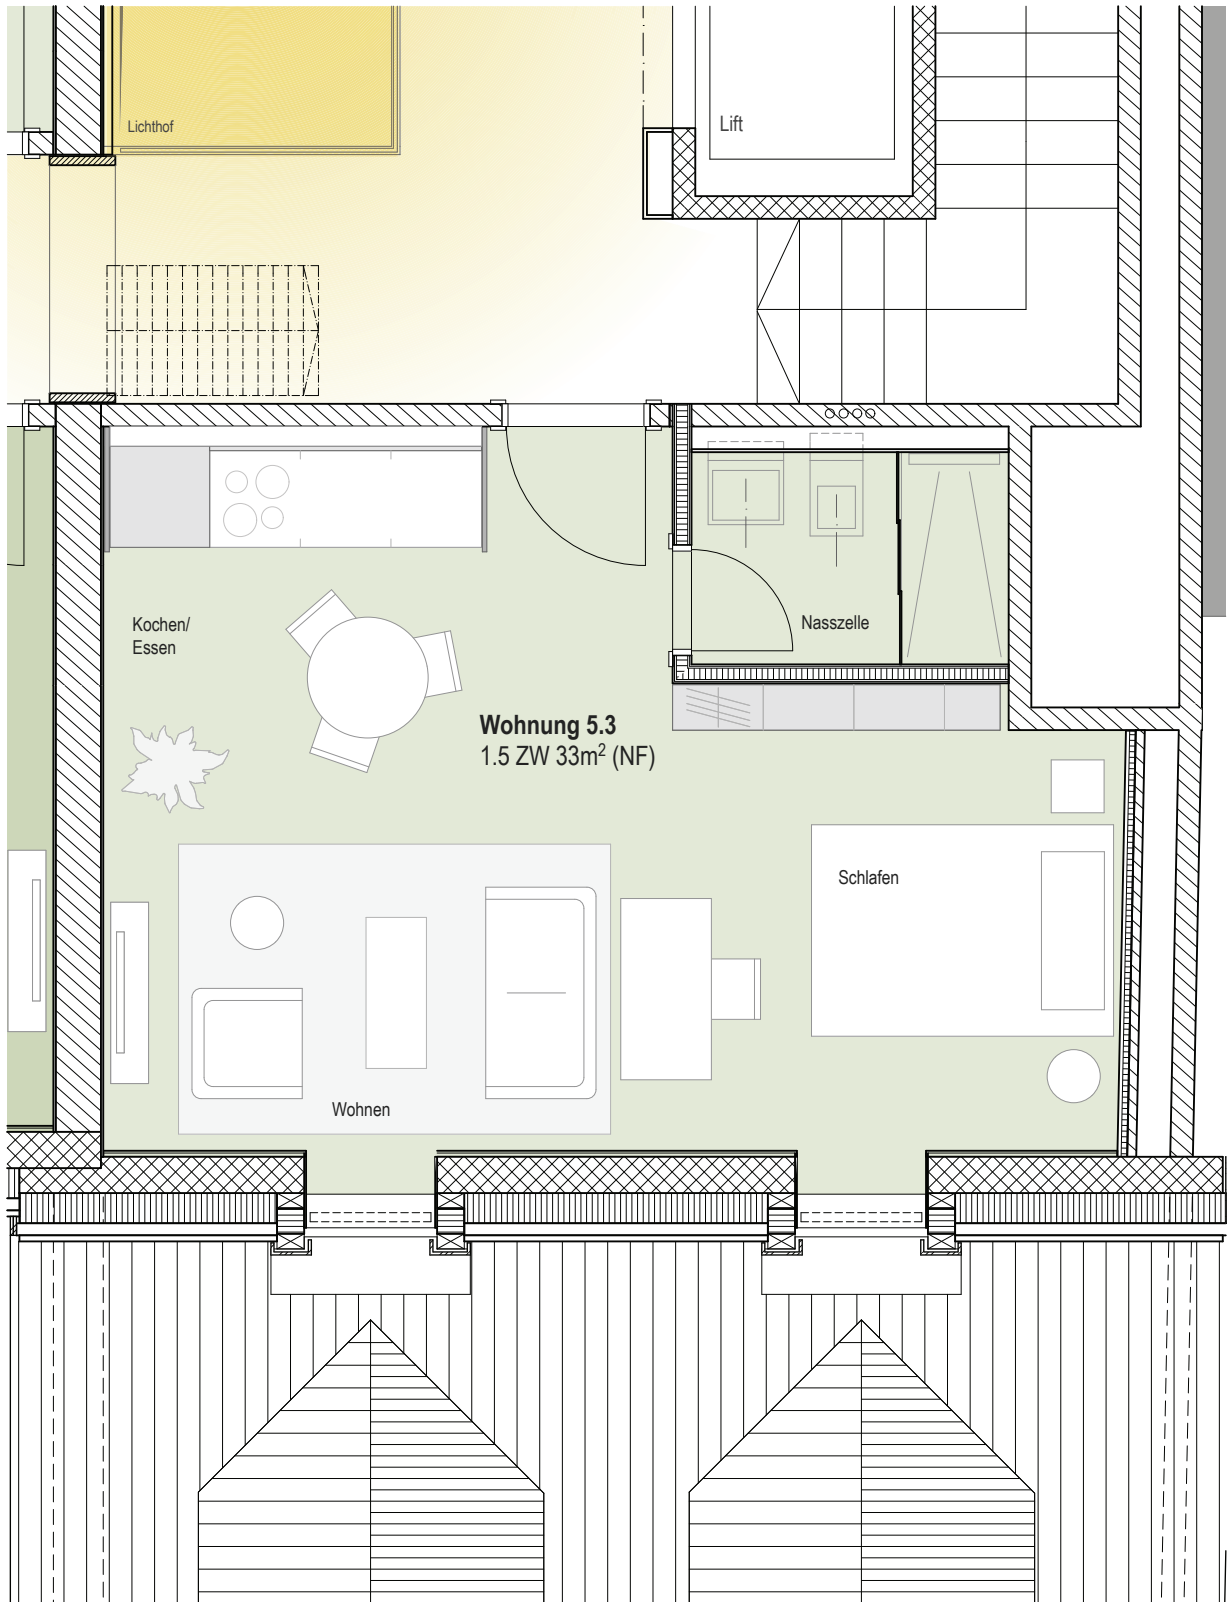 Lichthof
Lift
Kochen/
Essen
Nasszelle
Wohnung 5.3
1.5 ZW 33m² (NF)
Schlafen
Wohnen